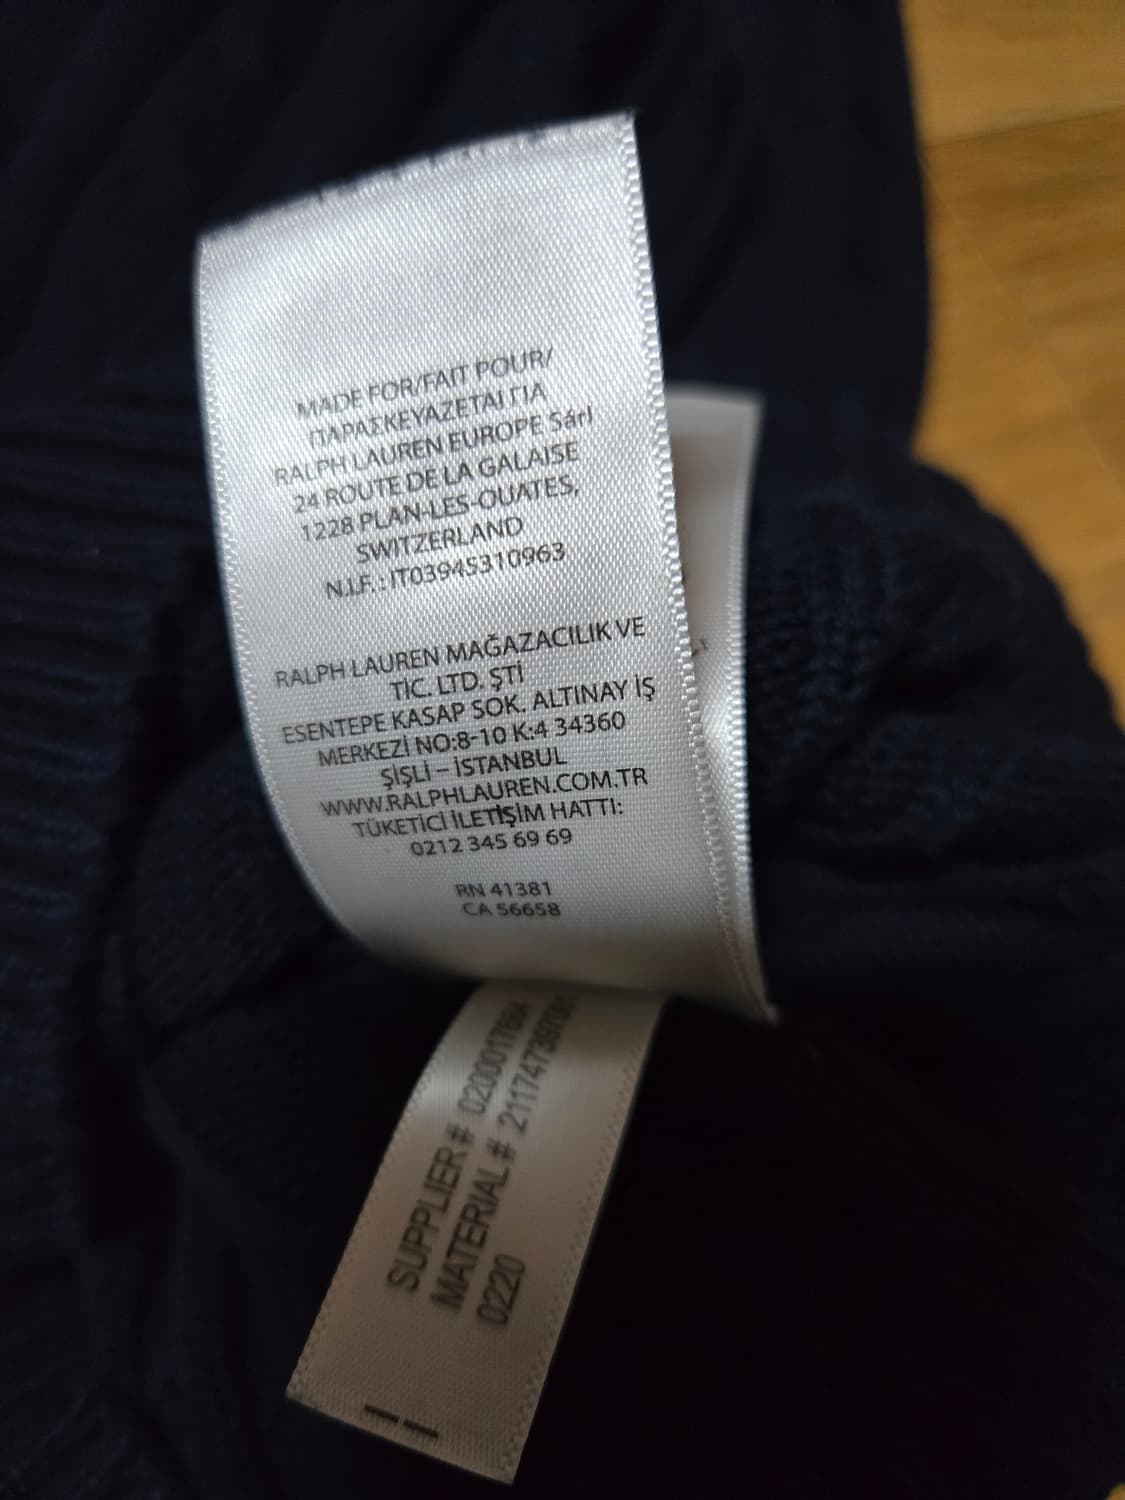 MADE FOR/FAIT POUR/
ΠΑΡΑΣΚΕΥΑΖΕΤΑΙ ΓΙΑ
RALPH LAUREN EUROPE Sárl
24 ROUTE DE LA GALAISE
1228 PLAN-LES-OUATES,
SWITZERLAND
N.I.F. : IT03945310963
RALPH LAUREN MAĞAZACILIK VE
TİC. LTD. ŞTİ
ESENTEPE KASAP SOK. ALTINAY İŞ
MERKEZİ NO:8-10 K:4 34360
ŞİŞLİ – İSTANBUL
WWW.RALPHLAUREN.COM.TR
TÜKETİCİ İLETİŞİM HATTI:
0212 345 69 69
RN 41381
CA 56658
SUPPLIER#
MATERIAL#
0220